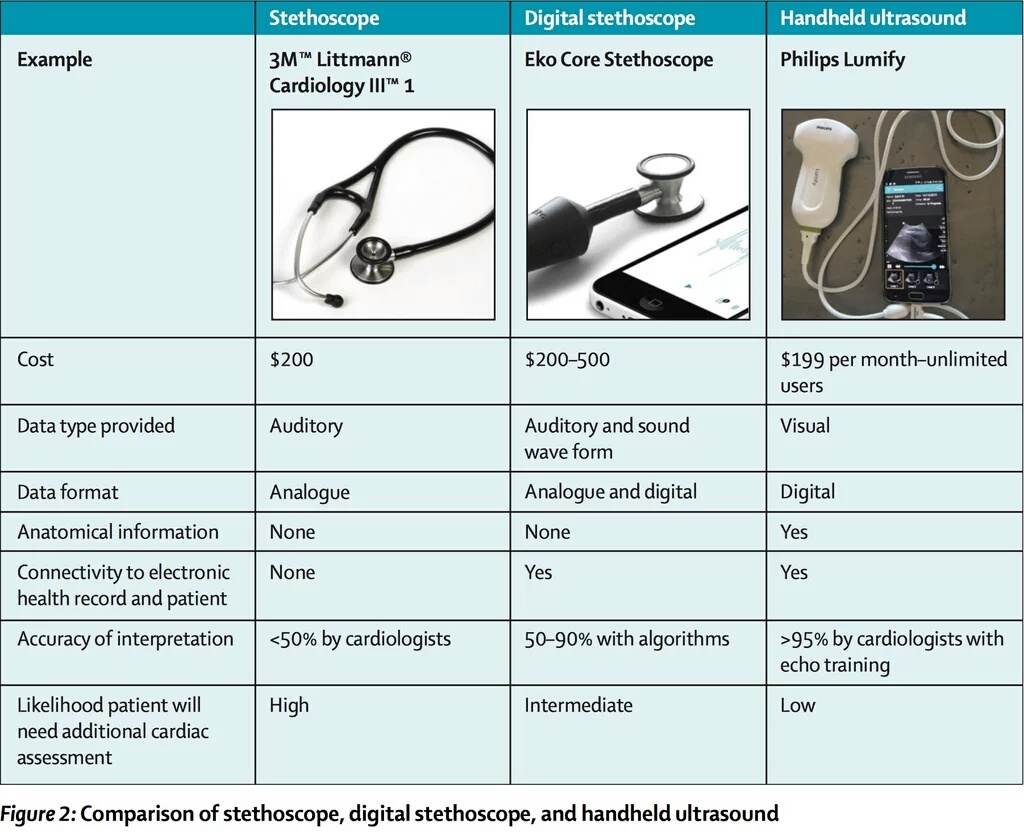 Stethoscope
Digital stethoscope
Handheld ultrasound
Example
3M™ Littmann®
Cardiology III™ 1
Eko Core Stethoscope
Philips Lumify
PHILIPS
Lumify
SAMSUNG
Cost
$200
$200–500
$199 per month–unlimited
users
Data type provided
Auditory
Auditory and sound
wave form
Visual
Data format
Analogue
Analogue and digital
Digital
Anatomical information
None
None
Yes
Connectivity to electronic
health record and patient
None
Yes
Yes
Accuracy of interpretation
<50% by cardiologists
50–90% with algorithms
>95% by cardiologists with
echo training
Likelihood patient will
need additional cardiac
assessment
High
Intermediate
Low
Figure 2: Comparison of stethoscope, digital stethoscope, and handheld ultrasound